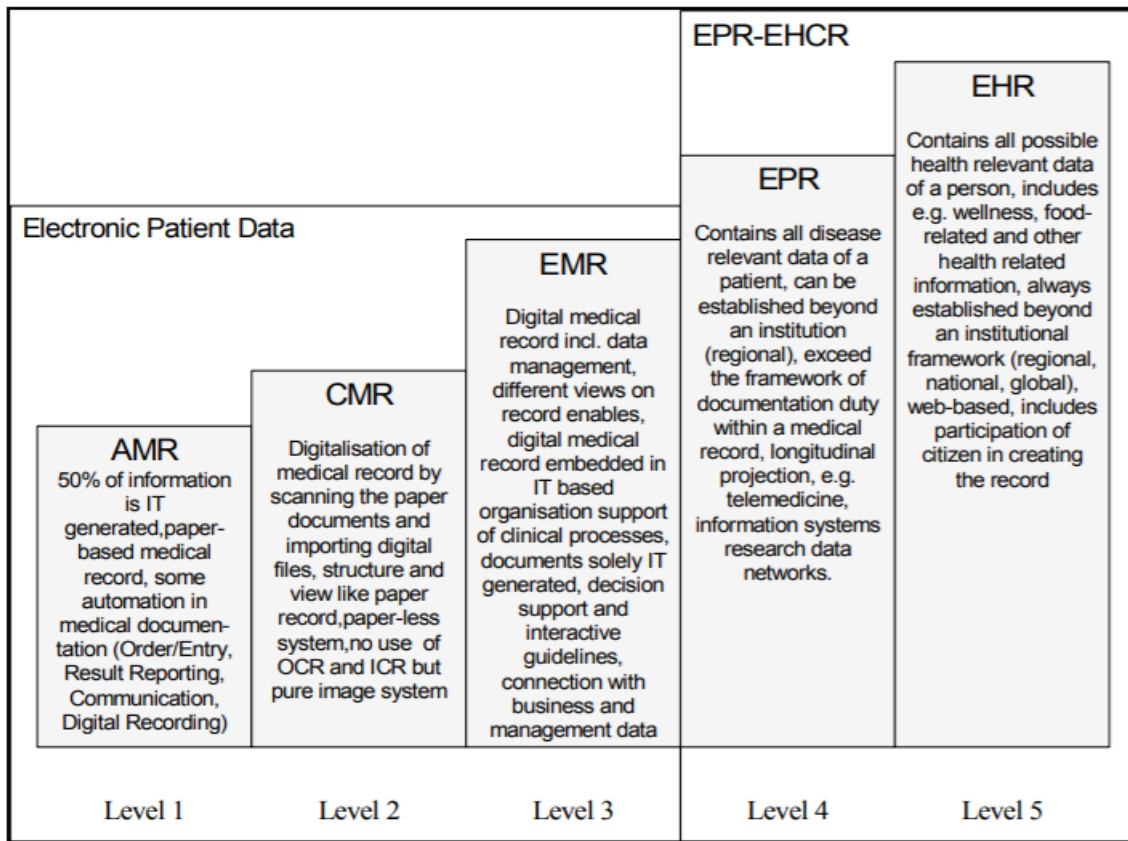 Electronic Patient Data
AMR
50% of information
is IT
generated,paper-
based medical
record, some
automation in
medical documen-
tation (Order/Entry,
Result Reporting,
Communication,
Digital Recording)
Level 1
CMR
Digitalisation of
medical record by
scanning the paper
documents and
importing digital
files, structure and
view like paper
record,paper-less
system,no use of
OCR and ICR but
pure image system
Level 2
EMR
Digital medical
record incl. data
management,
different views on
record enables,
digital medical
record embedded in
IT based
organisation support
of clinical processes,
documents solely IT
generated, decision
support and
interactive
guidelines,
connection with
business and
management data
Level 3
EPR-EHCR
EPR
Contains all disease
relevant data of a
patient, can be
established beyond
an institution
(regional), exceed
the framework of
documentation duty
within a medical
record, longitudinal
projection, e.g.
telemedicine,
information systems
research data
networks.
Level 4
EHR
Contains all possible
health relevant data
of a person, includes
e.g. wellness, food-
related and other
health related
information, always
established beyond
an institutional
framework (regional,
national, global),
web-based, includes
participation of
citizen in creating
the record
Level 5